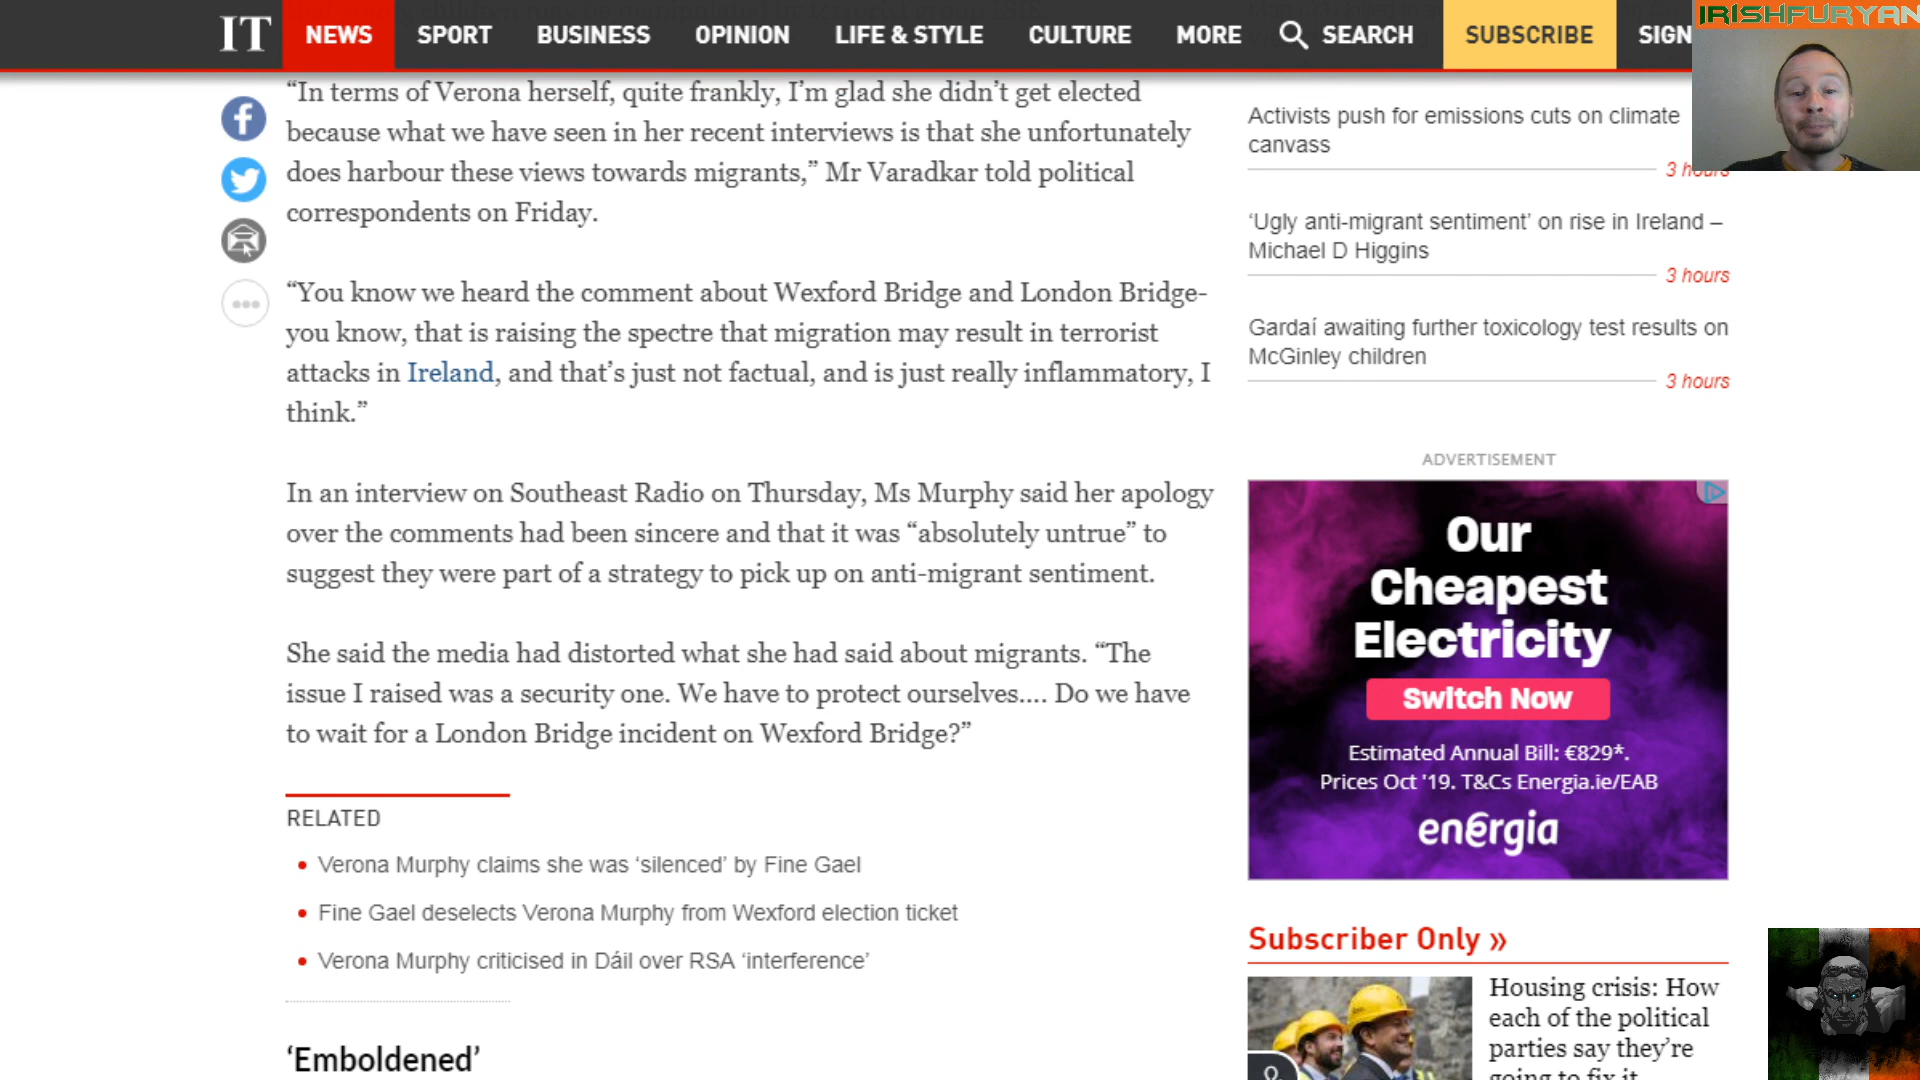 IT NEWS SPORT BUSINESS OPINION LIFE & STYLE CULTURE MORE SEARCH SUBSCRIBE SIGN
IRISHFURYAN
“In terms of Verona herself, quite frankly, I’m glad she didn’t get elected
because what we have seen in her recent interviews is that she unfortunately
does harbour these views towards migrants,” Mr Varadkar told political
correspondents on Friday.
“You know we heard the comment about Wexford Bridge and London Bridge-
you know, that is raising the spectre that migration may result in terrorist
attacks in Ireland, and that’s just not factual, and is just really inflammatory, I
think.”
In an interview on Southeast Radio on Thursday, Ms Murphy said her apology
over the comments had been sincere and that it was “absolutely untrue” to
suggest they were part of a strategy to pick up on anti-migrant sentiment.
She said the media had distorted what she had said about migrants. “The
issue I raised was a security one. We have to protect ourselves.... Do we have
to wait for a London Bridge incident on Wexford Bridge?”
RELATED
Verona Murphy claims she was ‘silenced’ by Fine Gael
Fine Gael deselects Verona Murphy from Wexford election ticket
Verona Murphy criticised in Dáil over RSA ‘interference’
‘Emboldened’
Activists push for emissions cuts on climate
canvass
3 hours
‘Ugly anti-migrant sentiment’ on rise in Ireland –
Michael D Higgins
3 hours
Gardaí awaiting further toxicology test results on
McGinley children
3 hours
ADVERTISEMENT
Our
Cheapest
Electricity
Switch Now
Estimated Annual Bill: €829*.
Prices Oct '19. T&Cs Energia.ie/EAB
energia
Subscriber Only »
Housing crisis: How
each of the political
parties say they’re
going to fix it